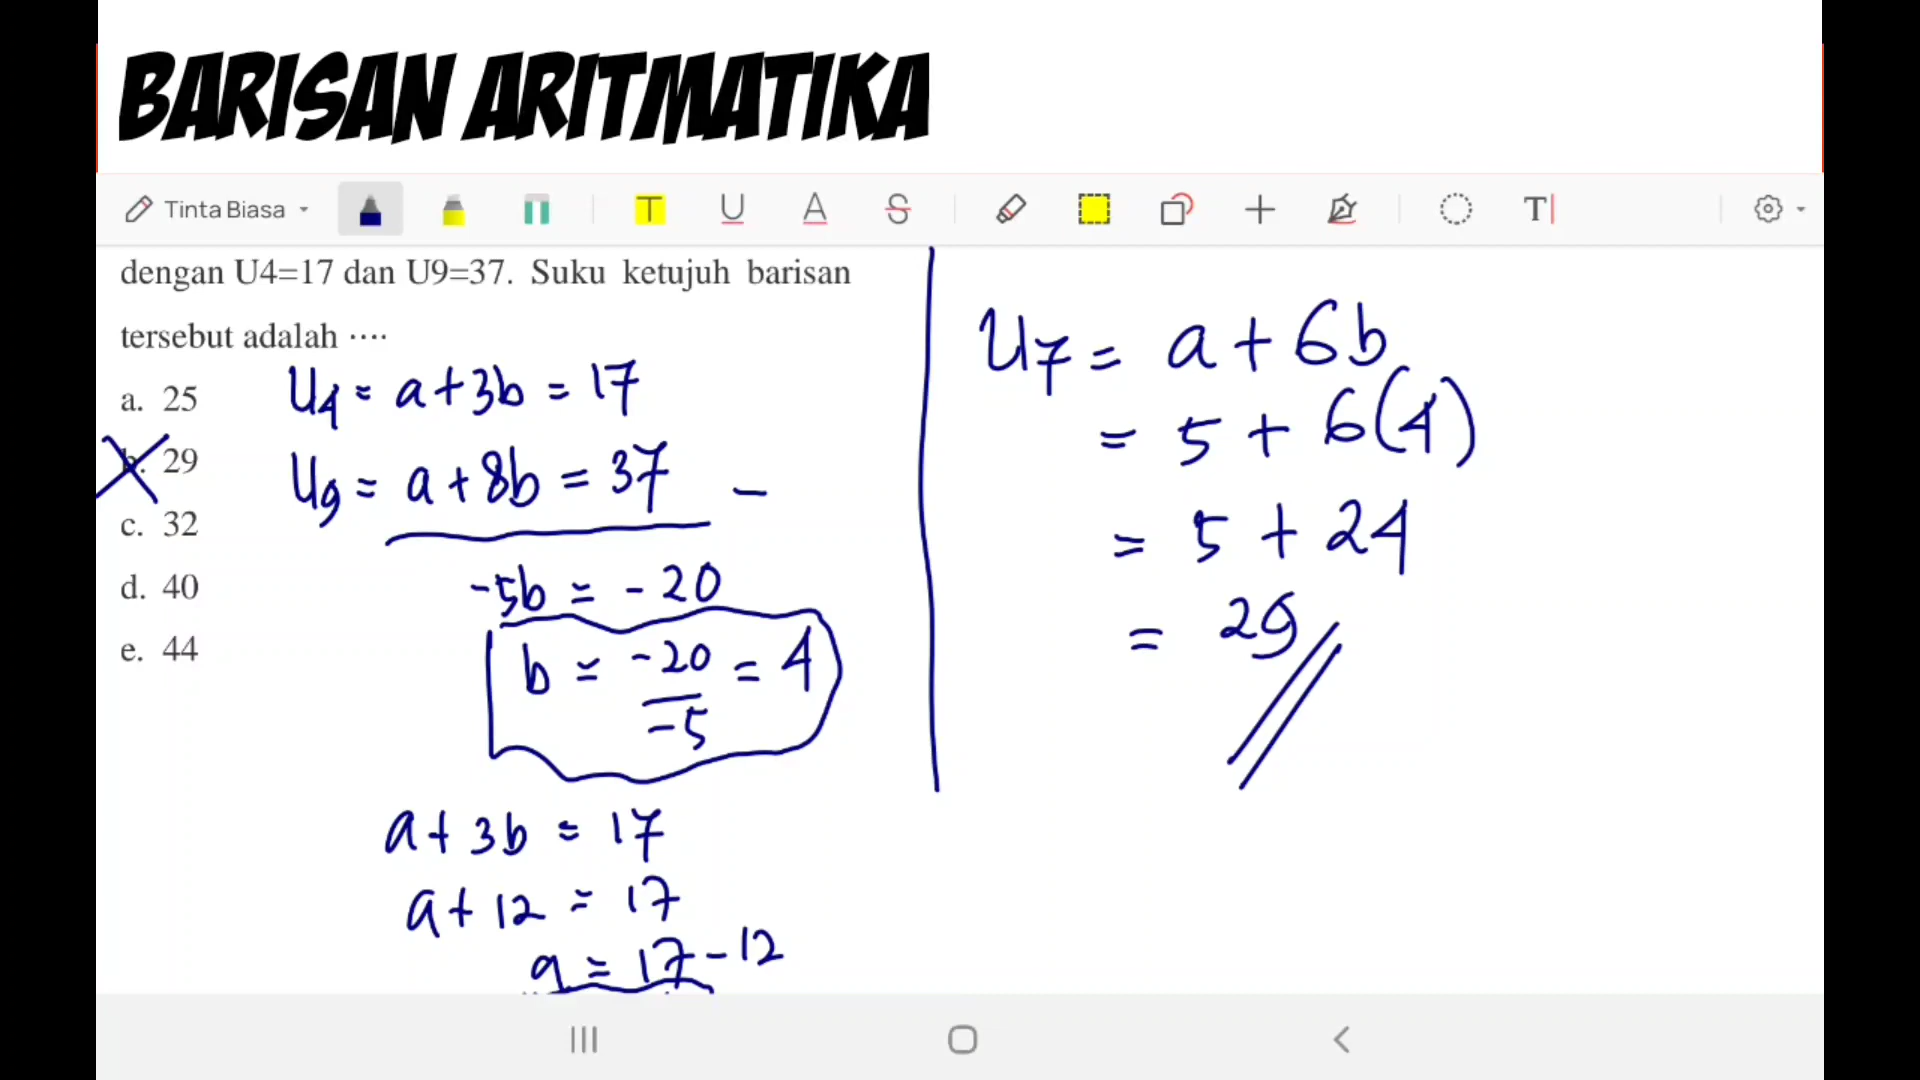 BARISAN ARITMATIKA
Tinta Biasa
dengan U4=17 dan U9=37. Suku ketujuh barisan
tersebut adalah ····
a. 25
b. 29
c. 32
d. 40
e. 44
U4 = a + 3b = 17
U9 = a + 8b = 37 −
-5b = -20
b = -20/-5 = 4
a + 3b = 17
a + 12 = 17
a = 17 - 12
U7 = a + 6b
= 5 + 6(4)
= 5 + 24
= 29